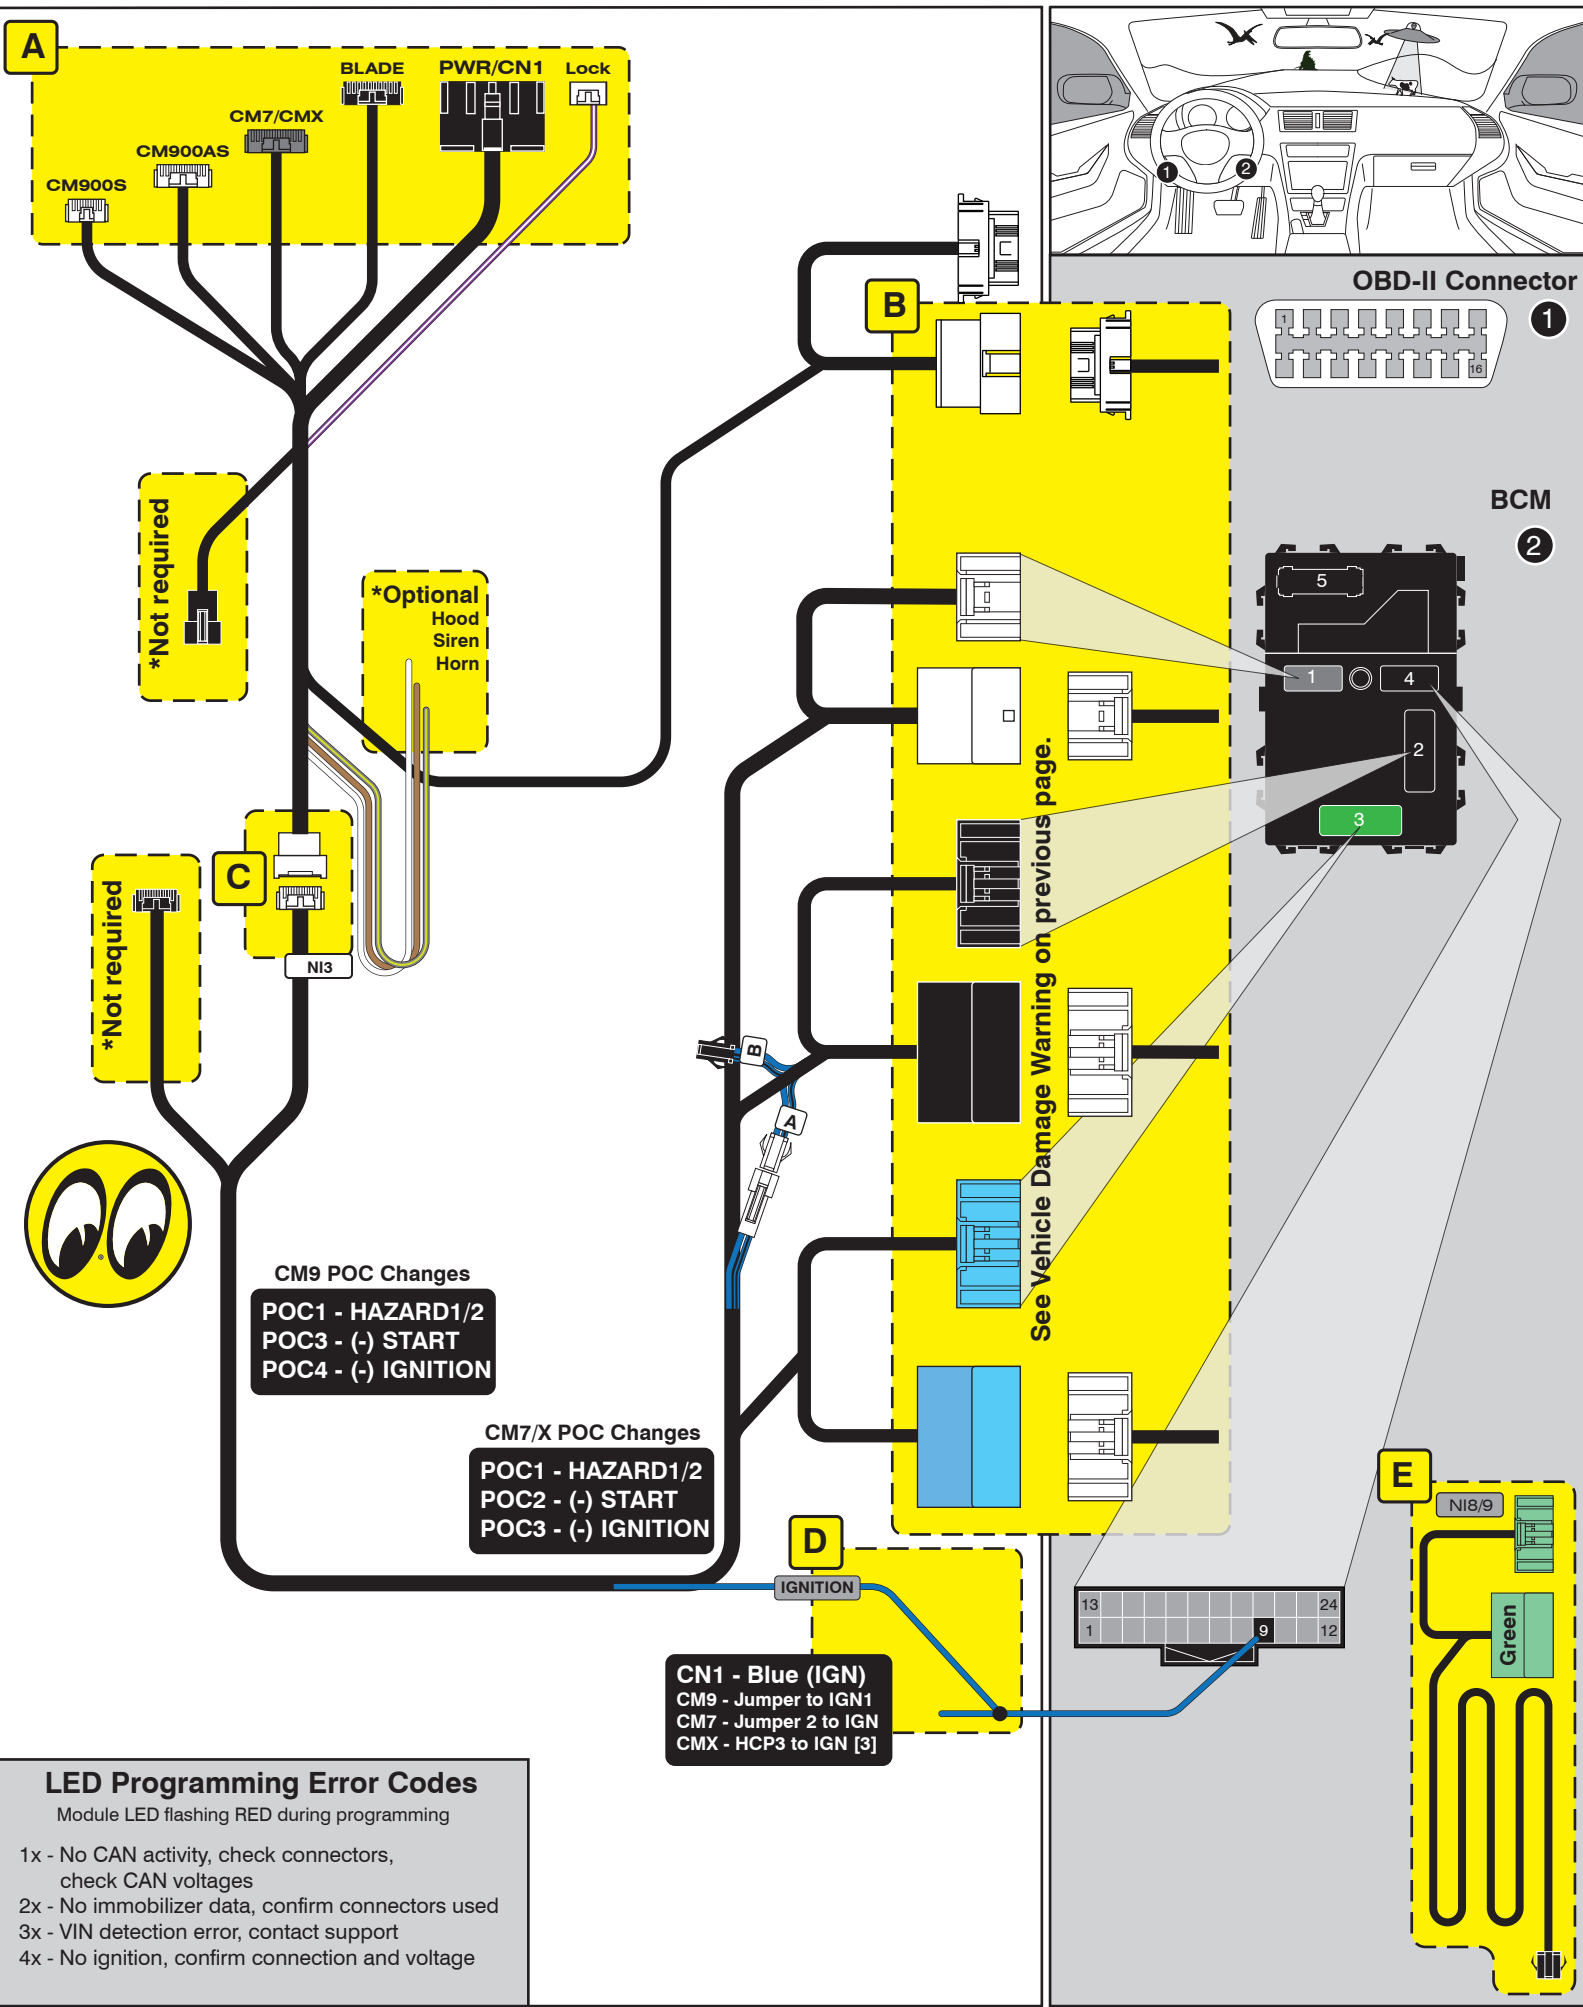 A
BLADE
PWR/CN1
Lock
CM7/CMX
CM900AS
CM900S
1
2
OBD-II Connector
1
1
16
B
*Not required
*Optional
Hood
Siren
Horn
BCM
2
5
1
4
2
3
C
*Not required
NI3
See Vehicle Damage Warning on previous page.
B
A
CM9 POC Changes
POC1 - HAZARD1/2
POC3 - (-) START
POC4 - (-) IGNITION
CM7/X POC Changes
POC1 - HAZARD1/2
POC2 - (-) START
POC3 - (-) IGNITION
D
IGNITION
CN1 - Blue (IGN)
CM9 - Jumper to IGN1
CM7 - Jumper 2 to IGN
CMX - HCP3 to IGN [3]
13
24
1
9
12
E
NI8/9
Green
LED Programming Error Codes
Module LED flashing RED during programming
1x - No CAN activity, check connectors,
check CAN voltages
2x - No immobilizer data, confirm connectors used
3x - VIN detection error, contact support
4x - No ignition, confirm connection and voltage